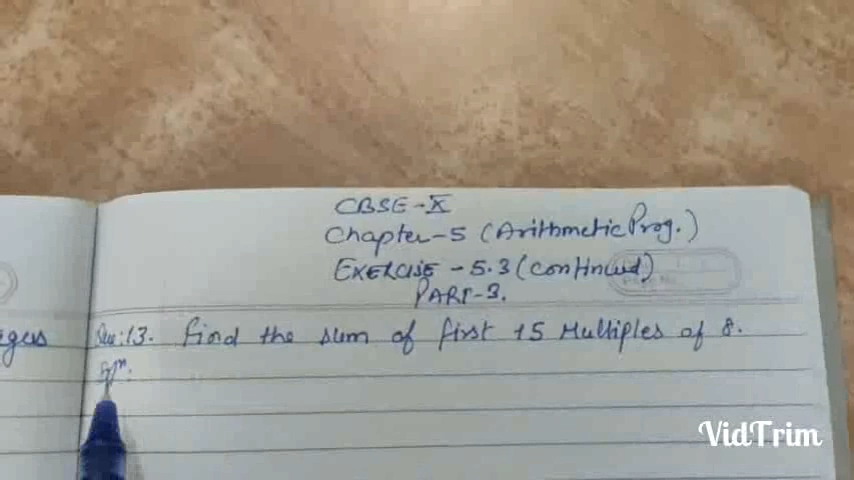 CBSE-X
Chapter-5 (Arithmetic Prog.)
EXERCISE - 5.3 (Continued)
PART-3.
Que:13. Find the sum of first 15 Multiples of 8.
Soln:
VidTrim